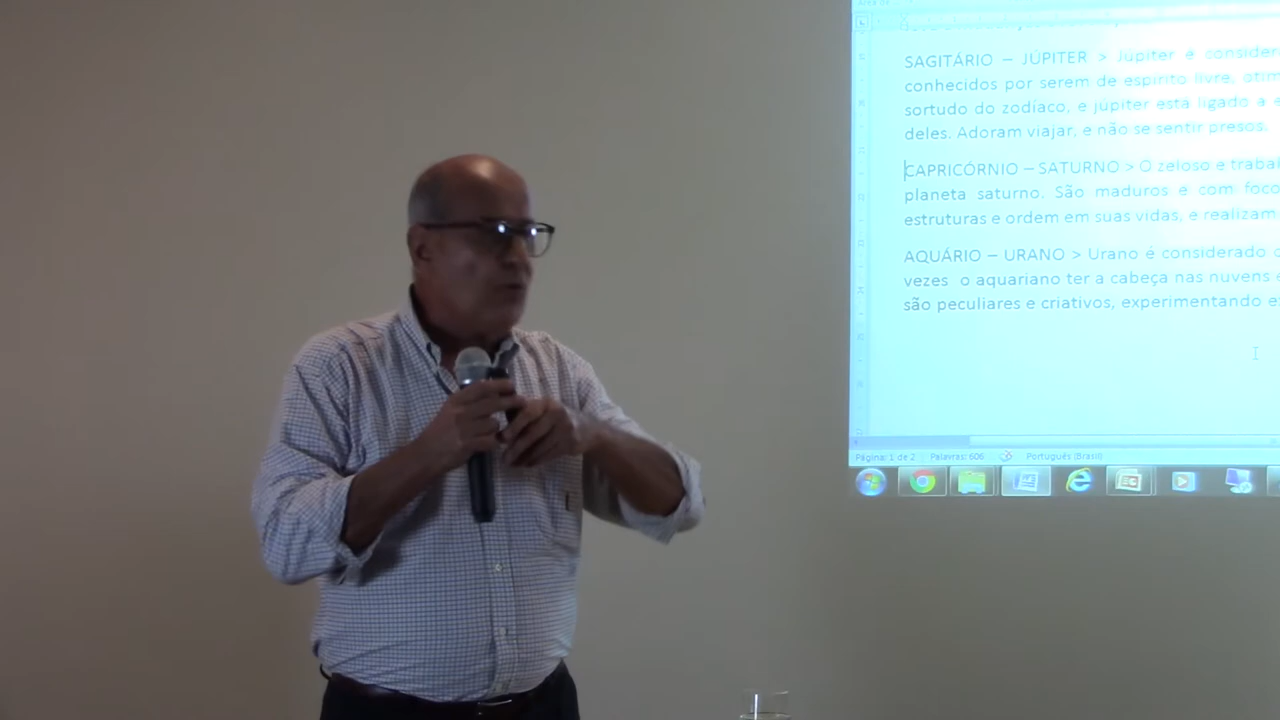 SAGITÁRIO – JÚPITER > Júpiter é consider
conhecidos por serem de espírito livre, otim
sortudo do zodíaco, e júpiter está ligado a e
deles. Adoram viajar, e não se sentir presos.
CAPRICÓRNIO – SATURNO > O zeloso e trabal
planeta saturno. São maduros e com foco
estruturas e ordem em suas vidas, e realizam
AQUÁRIO – URANO > Urano é considerado o
vezes o aquariano ter a cabeça nas nuvens e
são peculiares e criativos, experimentando ex
Página: 1 de 2 Palavras: 606 Português (Brasil)